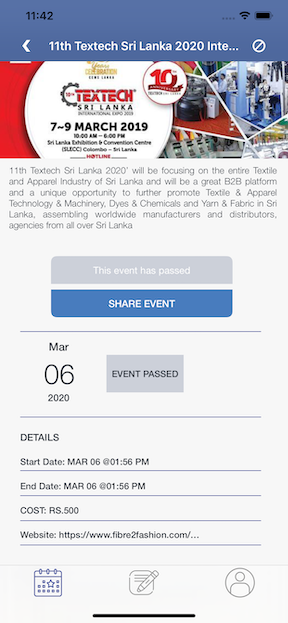 11:42
11th Textech Sri Lanka 2020 Inte...
Years
CELEBRATION
CEMS LANKA
10th
TEXTECH
SRI LANKA
INTERNATIONAL EXPO 2019
10th
ANNIVERSARY
TEXTECH SRI LANKA
7~9 MARCH 2019
10:00 AM – 6:00 PM
Sri Lanka Exhibition & Convention Centre
(SLECC) Colombo – Sri Lanka
HOTLINE
11th Textech Sri Lanka 2020' will be focusing on the entire Textile
and Apparel Industry of Sri Lanka and will be a great B2B platform
and a unique opportunity to further promote Textile & Apparel
Technology & Machinery, Dyes & Chemicals and Yarn & Fabric in Sri
Lanka, assembling worldwide manufacturers and distributors,
agencies from all over Sri Lanka
This event has passed
SHARE EVENT
Mar
06
2020
EVENT PASSED
DETAILS
Start Date: MAR 06 @01:56 PM
End Date: MAR 06 @01:56 PM
COST: RS.500
Website: https://www.fibre2fashion.com/...